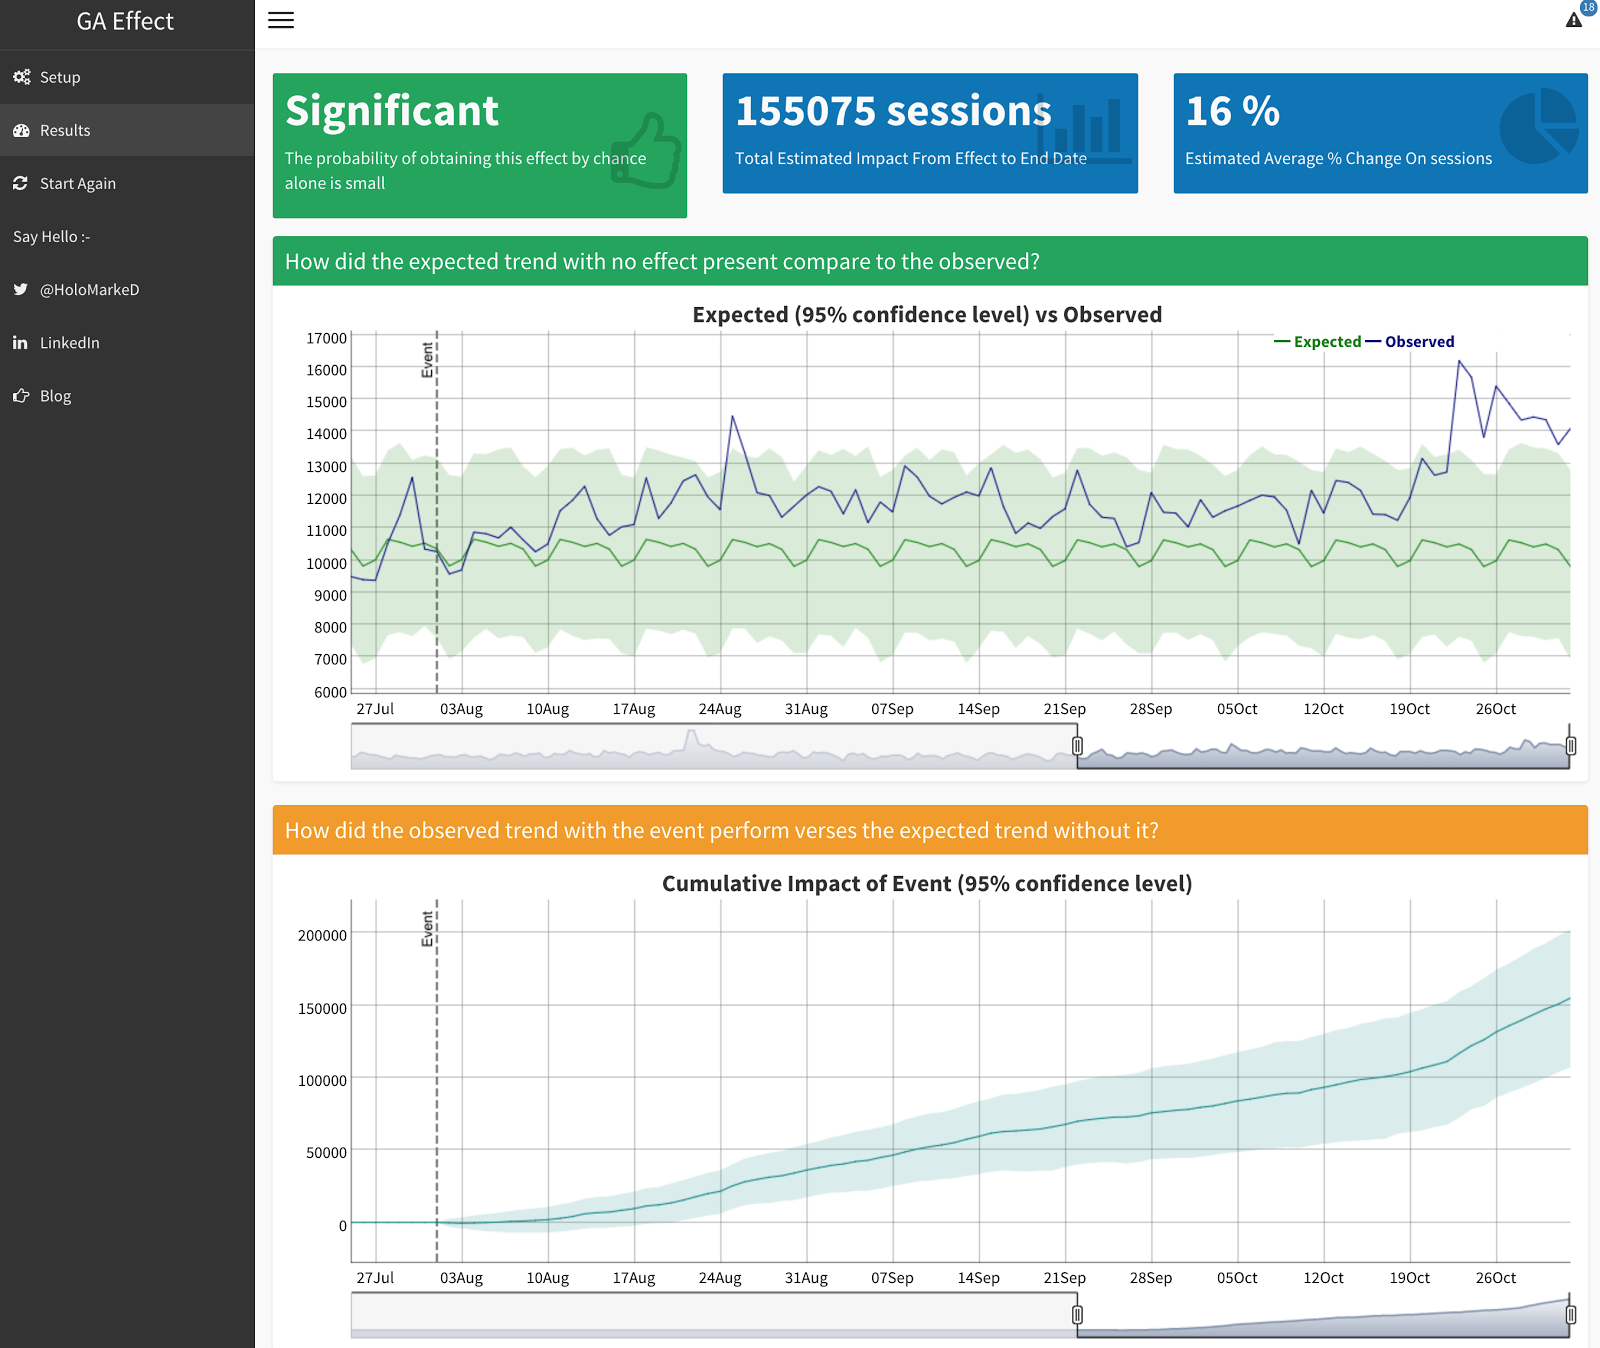 GA Effect
18
Setup
Results
Start Again
Say Hello :-
@HoloMarkeD
LinkedIn
Blog
Significant
The probability of obtaining this effect by chance
alone is small
155075 sessions
Total Estimated Impact From Effect to End Date
16 %
Estimated Average % Change On sessions
How did the expected trend with no effect present compare to the observed?
Expected (95% confidence level) vs Observed
Expected Observed
Event
17000
16000
15000
14000
13000
12000
11000
10000
9000
8000
7000
6000
27Jul 03Aug 10Aug 17Aug 24Aug 31Aug 07Sep 14Sep 21Sep 28Sep 05Oct 12Oct 19Oct 26Oct
How did the observed trend with the event perform verses the expected trend without it?
Cumulative Impact of Event (95% confidence level)
Event
200000
150000
100000
50000
0
27Jul 03Aug 10Aug 17Aug 24Aug 31Aug 07Sep 14Sep 21Sep 28Sep 05Oct 12Oct 19Oct 26Oct